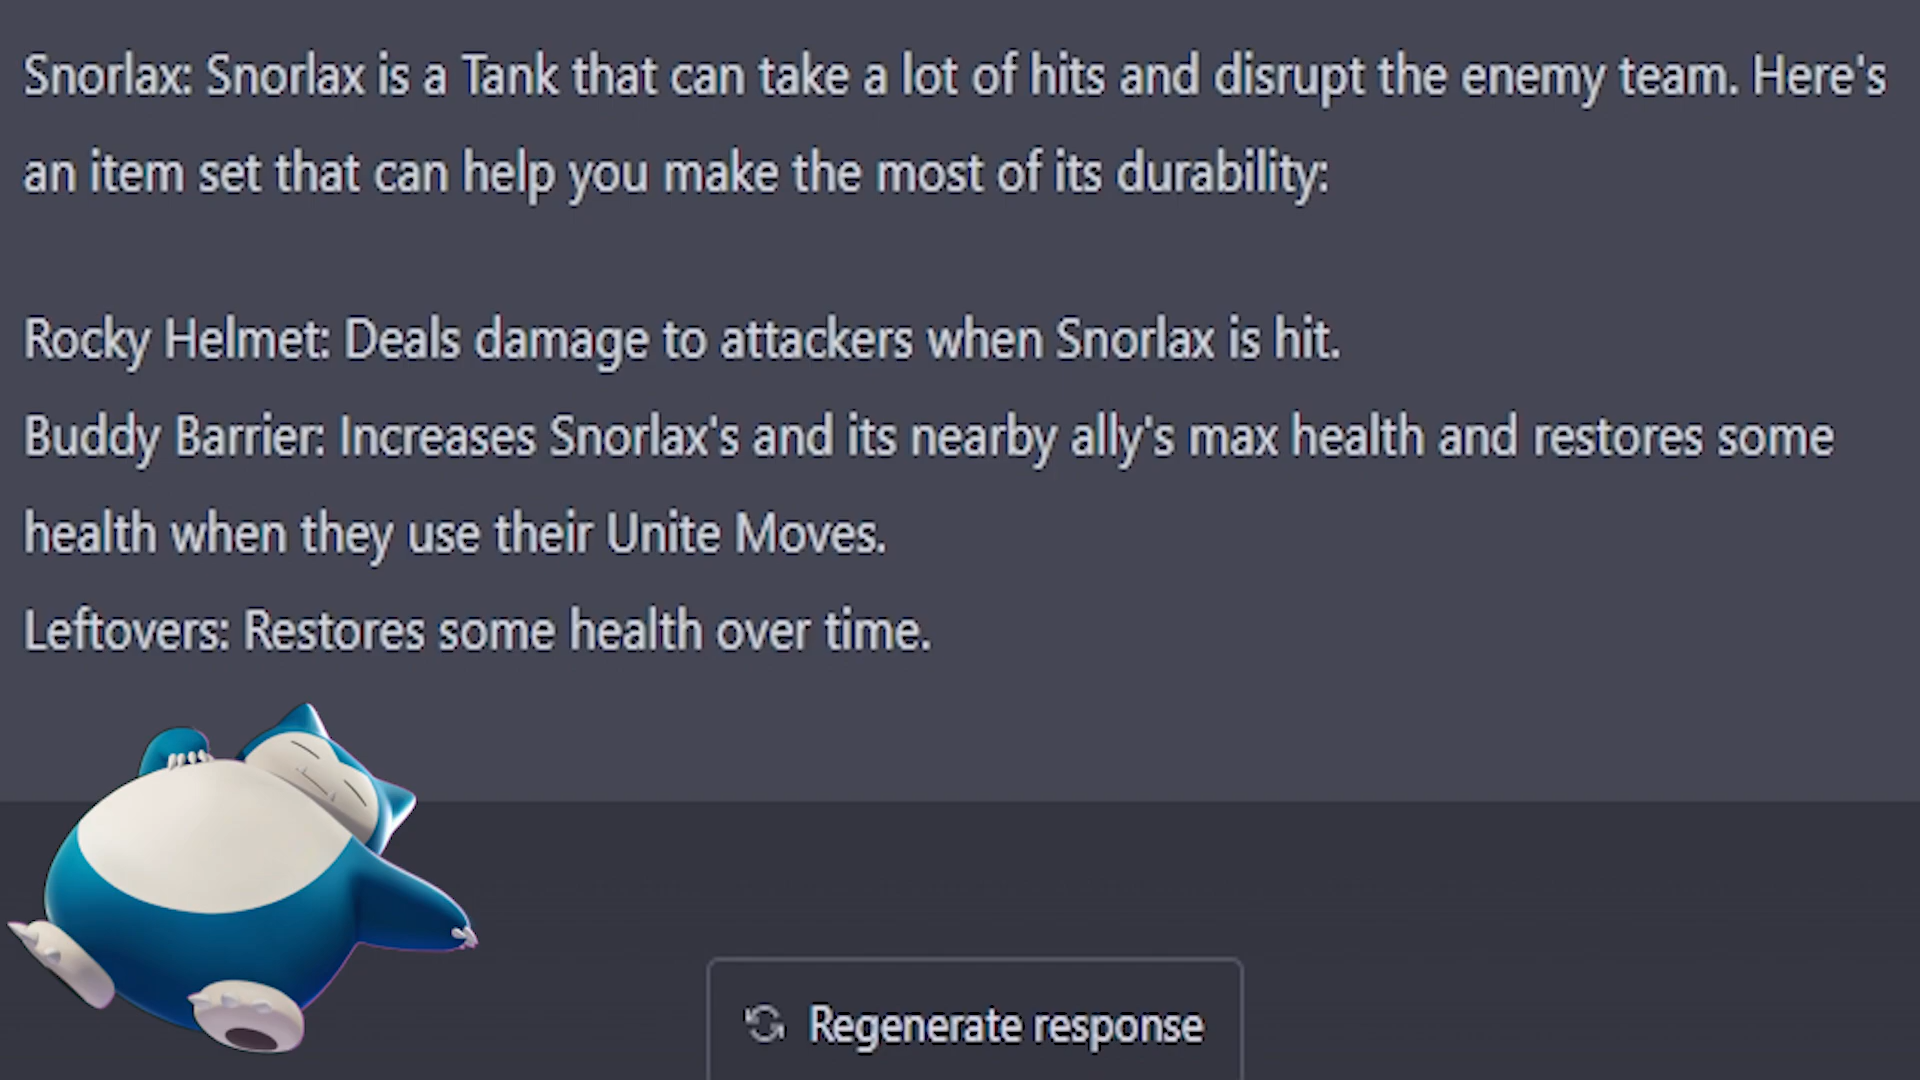 Snorlax: Snorlax is a Tank that can take a lot of hits and disrupt the enemy team. Here's
an item set that can help you make the most of its durability:
Rocky Helmet: Deals damage to attackers when Snorlax is hit.
Buddy Barrier: Increases Snorlax's and its nearby ally's max health and restores some
health when they use their Unite Moves.
Leftovers: Restores some health over time.
Regenerate response